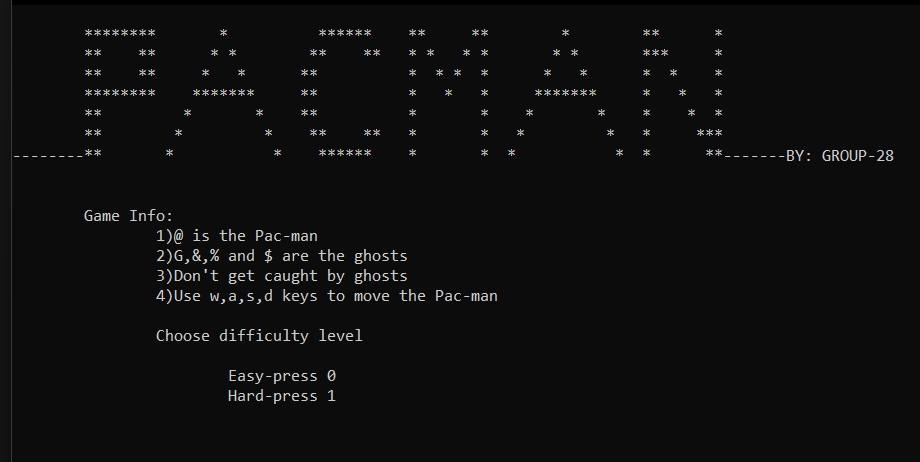 PACMAN
--------
-------BY: GROUP-28
Game Info:
1)@ is the Pac-man
2)G,&,% and $ are the ghosts
3)Don't get caught by ghosts
4)Use w,a,s,d keys to move the Pac-man
Choose difficulty level
Easy-press 0
Hard-press 1